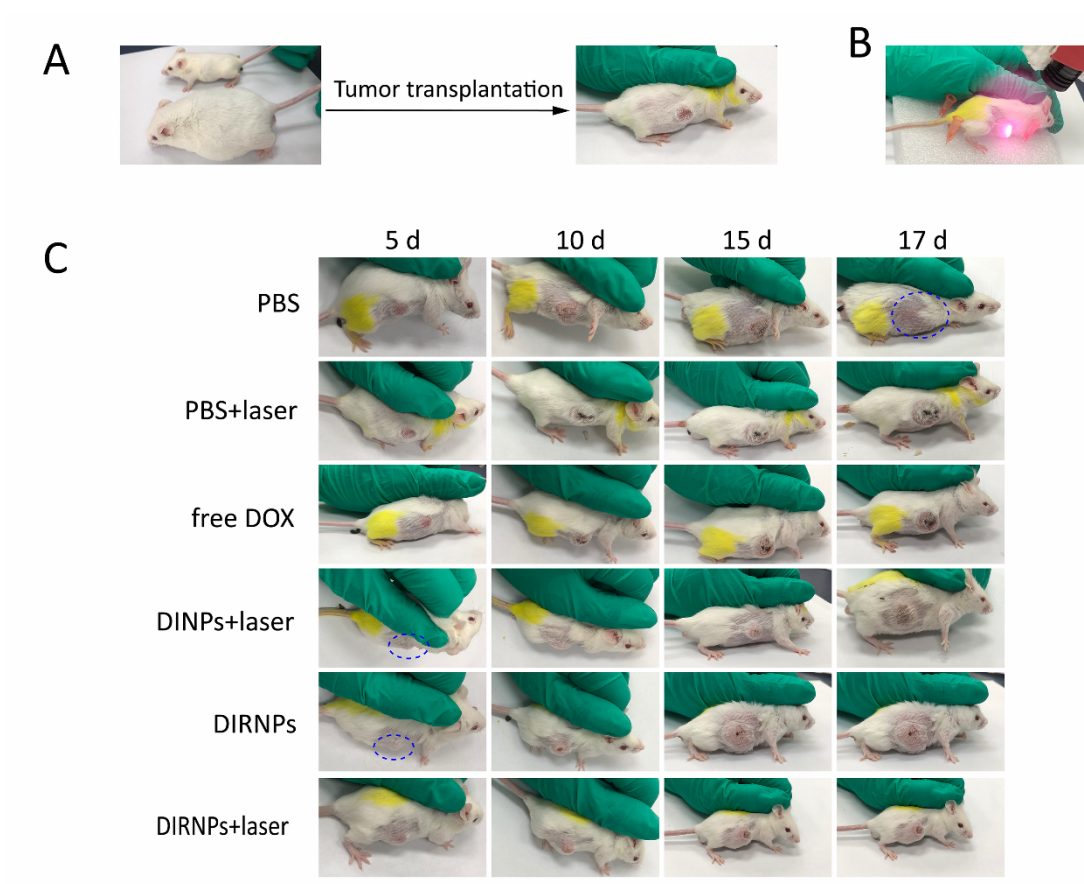 A
B
Tumor transplantation
C
5 d
10 d
15 d
17 d
PBS
PBS+laser
free DOX
DINPs+laser
DIRNPs
DIRNPs+laser